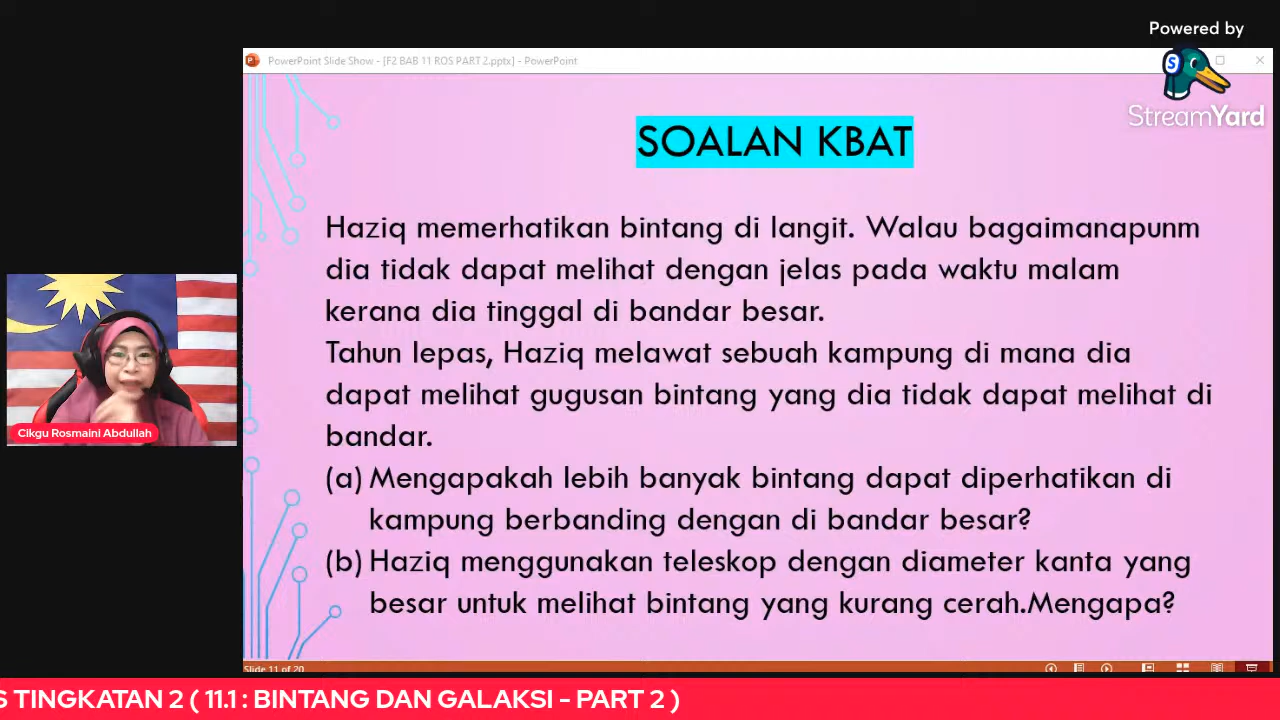 Powered by
StreamYard
PowerPoint Slide Show - [F2 BAB 11 ROS PART 2.pptx] - PowerPoint
SOALAN KBAT
Haziq memerhatikan bintang di langit. Walau bagaimanapunm
dia tidak dapat melihat dengan jelas pada waktu malam
kerana dia tinggal di bandar besar.
Tahun lepas, Haziq melawat sebuah kampung di mana dia
dapat melihat gugusan bintang yang dia tidak dapat melihat di
bandar.
(a) Mengapakah lebih banyak bintang dapat diperhatikan di
kampung berbanding dengan di bandar besar?
(b) Haziq menggunakan teleskop dengan diameter kanta yang
besar untuk melihat bintang yang kurang cerah.Mengapa?
Cikgu Rosmaini Abdullah
Slide 11 of 20
S TINGKATAN 2 ( 11.1 : BINTANG DAN GALAKSI - PART 2 )